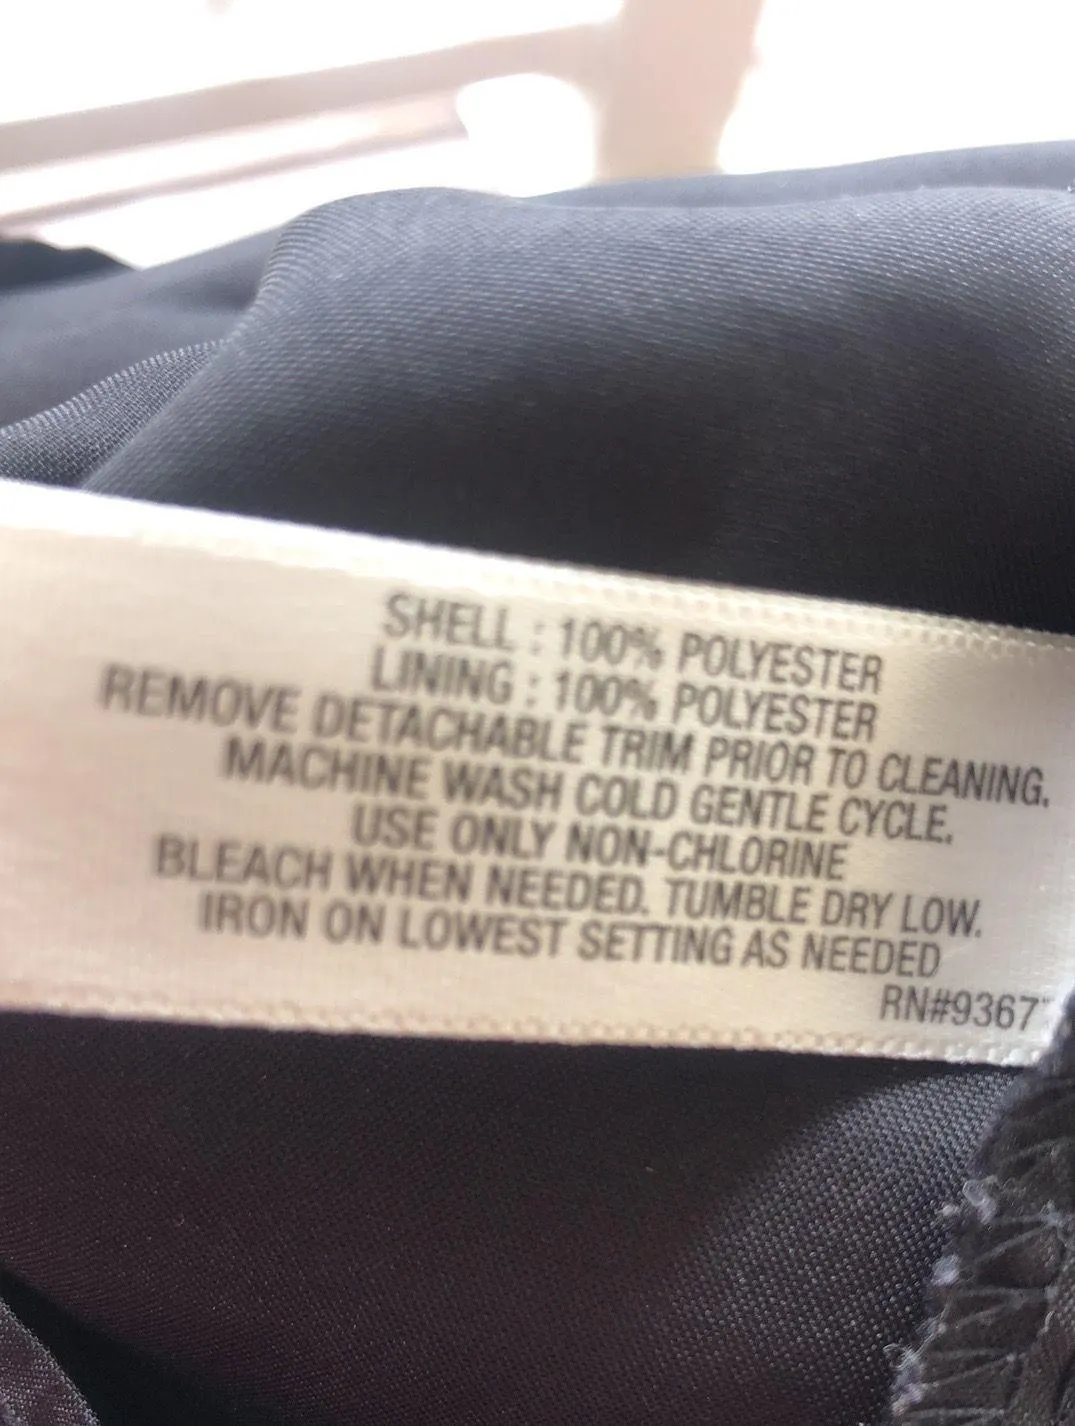 SHELL : 100% POLYESTER
LINING : 100% POLYESTER
REMOVE DETACHABLE TRIM PRIOR TO CLEANING.
MACHINE WASH COLD GENTLE CYCLE.
USE ONLY NON-CHLORINE
BLEACH WHEN NEEDED. TUMBLE DRY LOW.
IRON ON LOWEST SETTING AS NEEDED
RN#9367